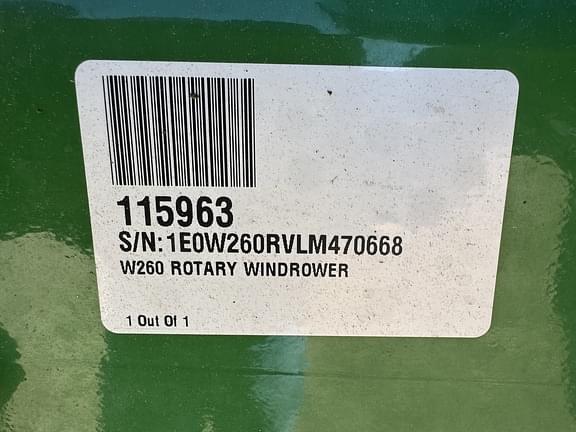 115963
S/N: 1E0W260RVLM470668
W260 ROTARY WINDROWER
1 Out Of 1